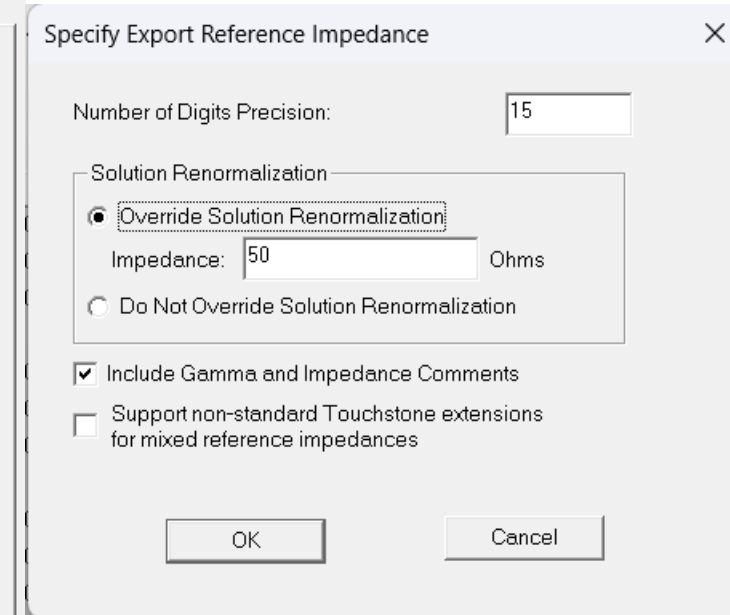 Specify Export Reference Impedance
Number of Digits Precision:
15
Solution Renormalization
Override Solution Renormalization
Impedance:
50
Ohms
Do Not Override Solution Renormalization
Include Gamma and Impedance Comments
Support non-standard Touchstone extensions
for mixed reference impedances
OK
Cancel